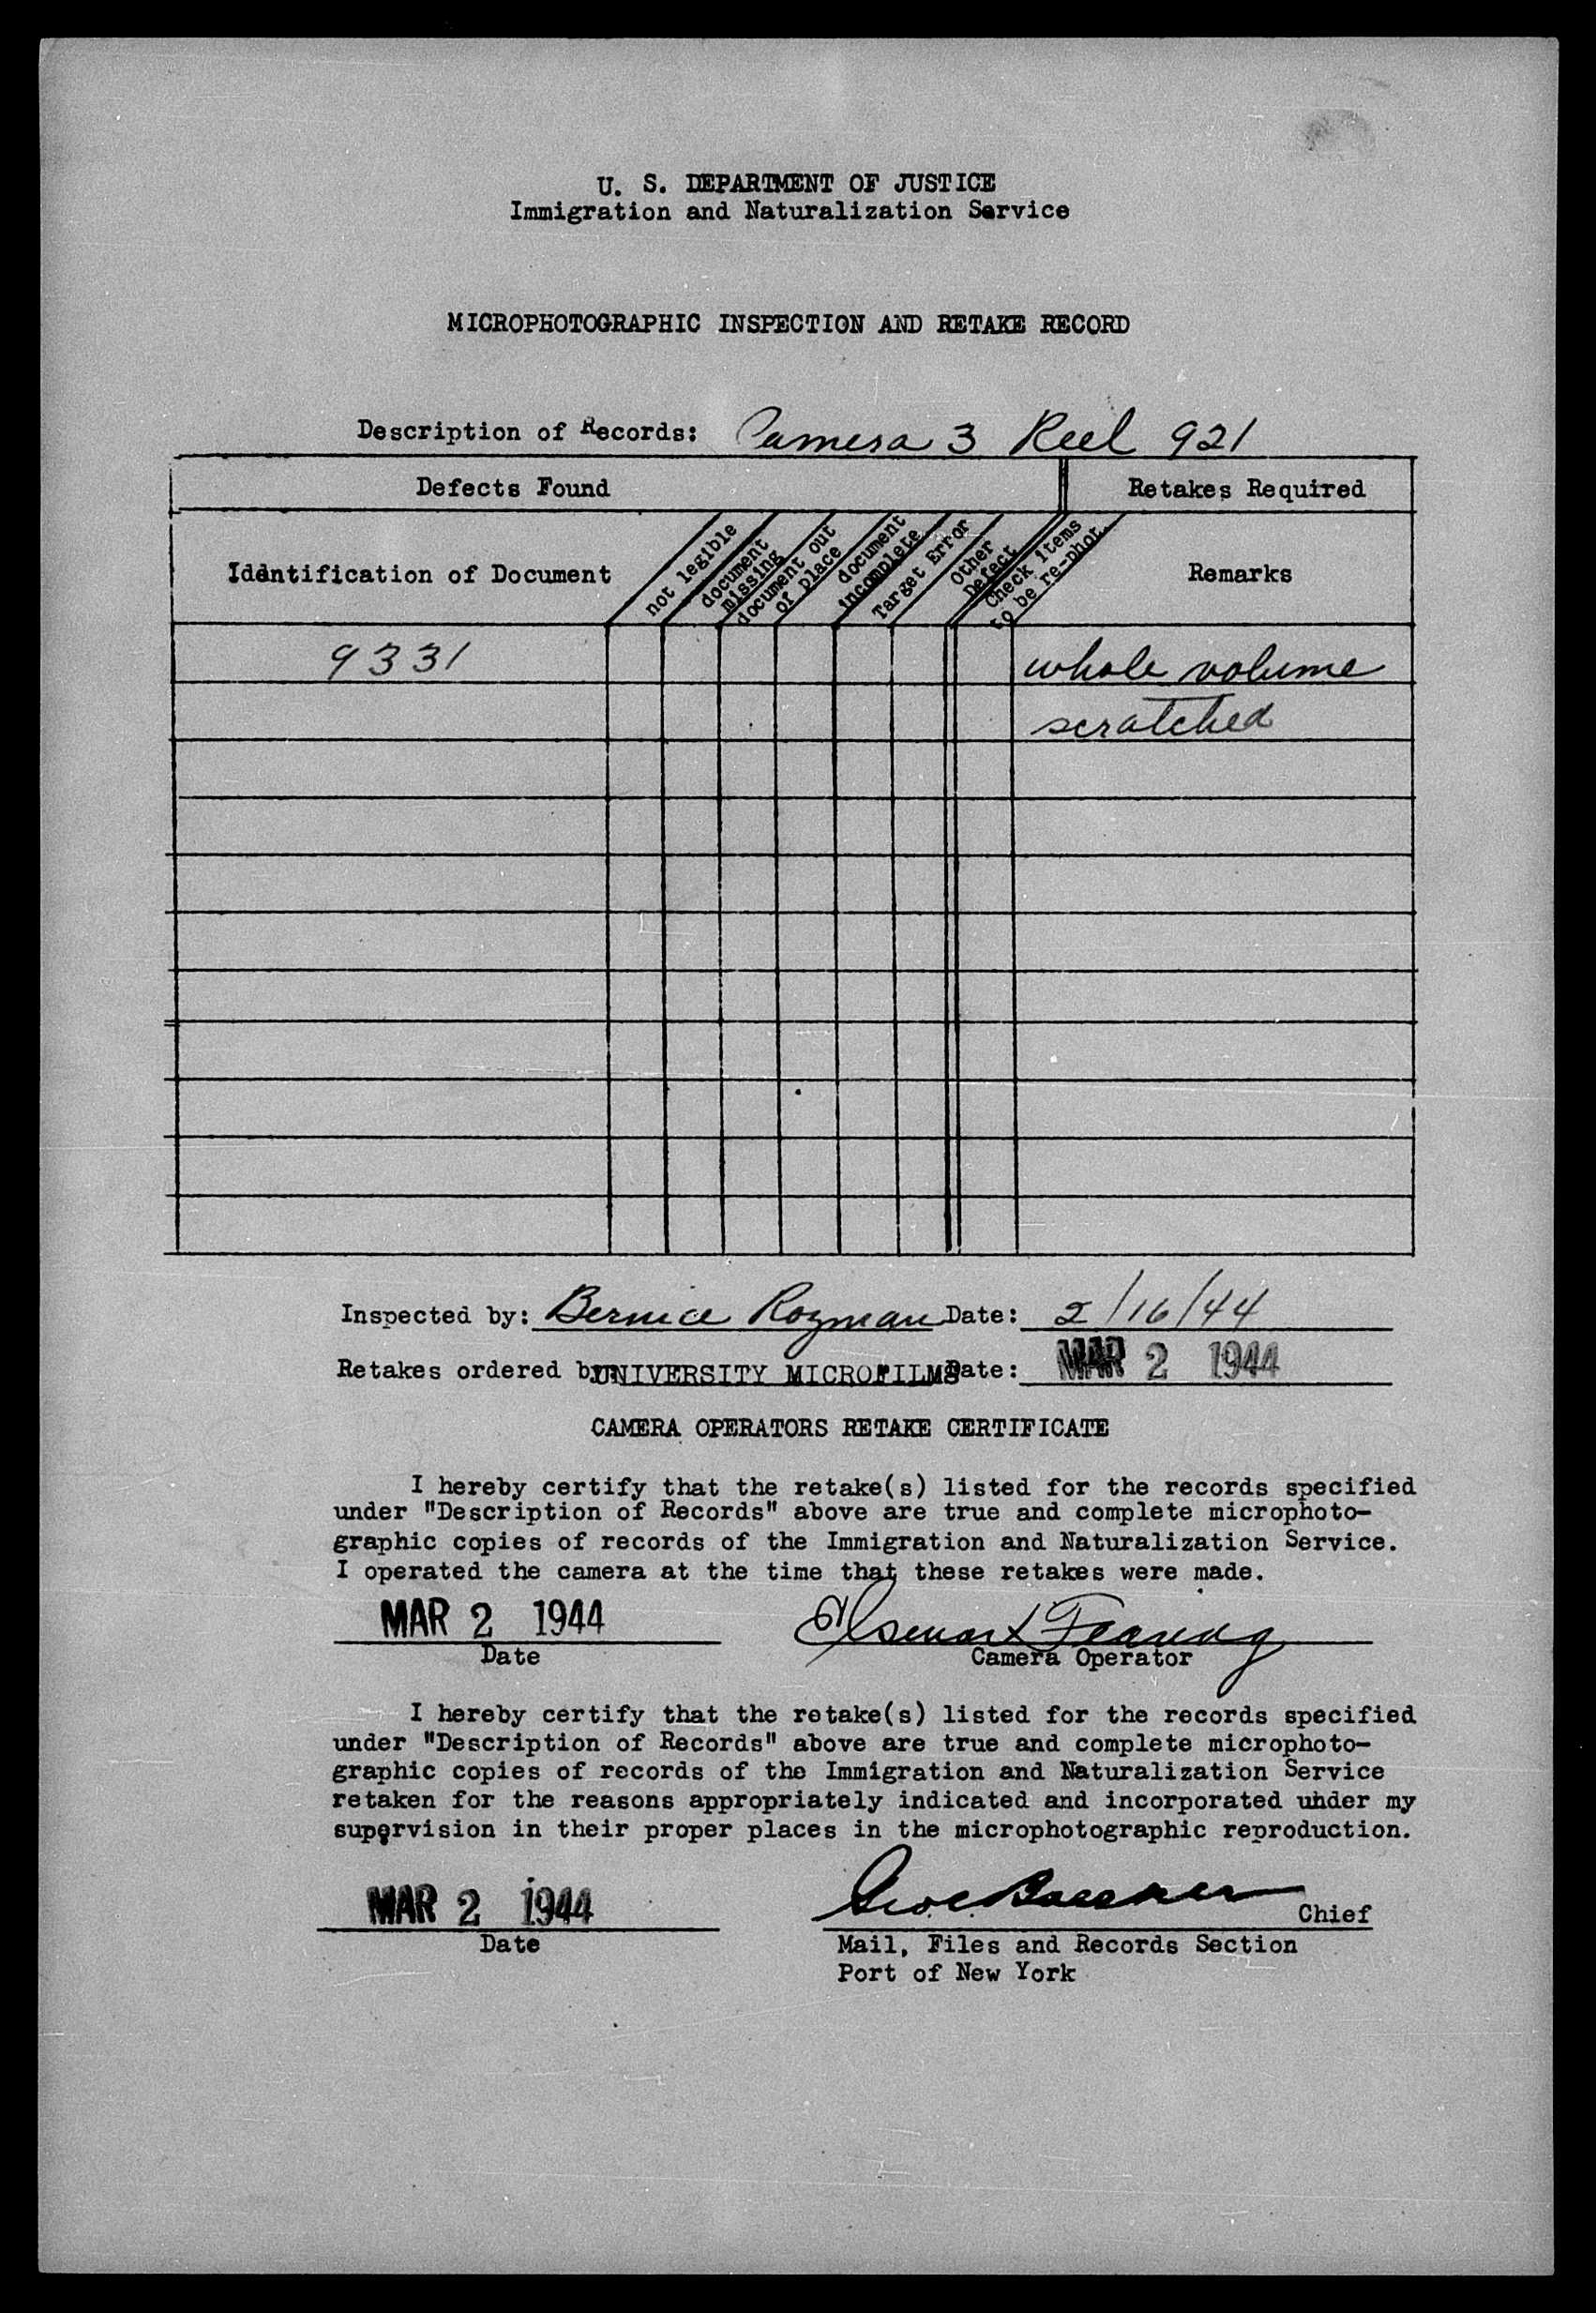 U. S. DEPARTMENT OF JUSTICE
Immigration and Naturalization Service
MICROPHOTOGRAPHIC INSPECTION AND RETAKE RECORD
Description of Records: Camera 3 Reel 921
Defects Found
Retakes Required
Identification of Document
not legible
document
missing
document out
of place
document
incomplete
Target Error
Other
Defect
Check items
to be re-phot.
Remarks
9331
whole volume
scratched
Inspected by: Bernice Rozman Date: 2/16/44
Retakes ordered by: UNIVERSITY MICROFILMS Date: MAR 2 1944
CAMERA OPERATORS RETAKE CERTIFICATE
I hereby certify that the retake(s) listed for the records specified
under "Description of Records" above are true and complete microphoto-
graphic copies of records of the Immigration and Naturalization Service.
I operated the camera at the time that these retakes were made.
MAR 2 1944
Date
Camera Operator
I hereby certify that the retake(s) listed for the records specified
under "Description of Records" above are true and complete microphoto-
graphic copies of records of the Immigration and Naturalization Service
retaken for the reasons appropriately indicated and incorporated under my
supervision in their proper places in the microphotographic reproduction.
MAR 2 1944
Chief
Date
Mail, Files and Records Section
Port of New York